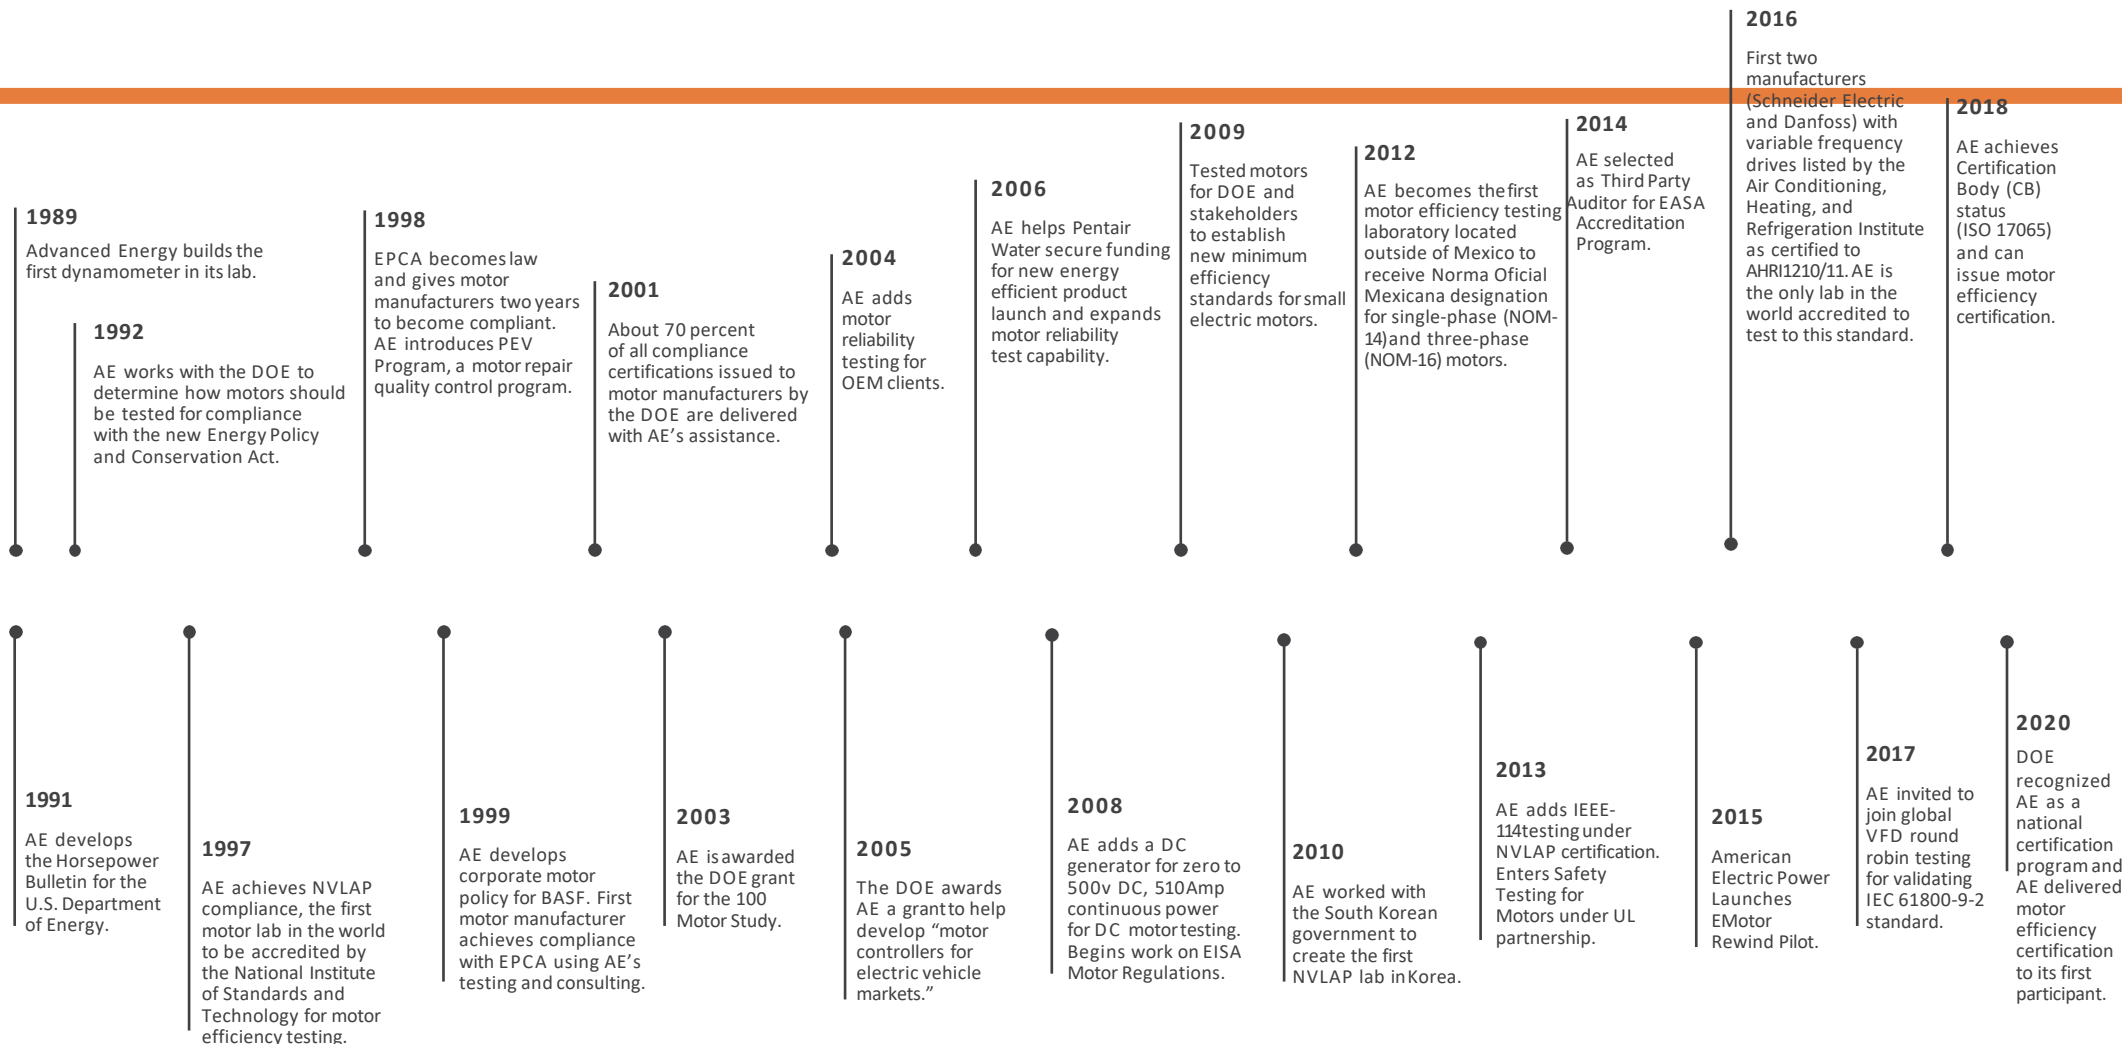 1989
Advanced Energy builds the
first dynamometer in its lab.
1992
AE works with the DOE to
determine how motors should
be tested for compliance
with the new Energy Policy
and Conservation Act.
1998
EPCA becomes law
and gives motor
manufacturers two years
to become compliant.
AE introduces PEV
Program, a motor repair
quality control program.
2001
About 70 percent
of all compliance
certifications issued to
motor manufacturers by
the DOE are delivered
with AE’s assistance.
2004
AE adds
motor
reliability
testing for
OEM clients.
2006
AE helps Pentair
Water secure funding
for new energy
efficient product
launch and expands
motor reliability
test capability.
2009
Tested motors
for DOE and
stakeholders
to establish
new minimum
efficiency
standards for small
electric motors.
2012
AE becomes the first
motor efficiency testing
laboratory located
outside of Mexico to
receive Norma Oficial
Mexicana designation
for single-phase (NOM-
14) and three-phase
(NOM-16) motors.
2014
AE selected
as Third Party
Auditor for EASA
Accreditation
Program.
2016
First two
manufacturers
(Schneider Electric
and Danfoss) with
variable frequency
drives listed by the
Air Conditioning,
Heating, and
Refrigeration Institute
as certified to
AHRI1210/11. AE is
the only lab in the
world accredited to
test to this standard.
2018
AE achieves
Certification
Body (CB)
status
(ISO 17065)
and can
issue motor
efficiency
certification.
1991
AE develops
the Horsepower
Bulletin for the
U.S. Department
of Energy.
1997
AE achieves NVLAP
compliance, the first
motor lab in the world
to be accredited by
the National Institute
of Standards and
Technology for motor
efficiency testing.
1999
AE develops
corporate motor
policy for BASF. First
motor manufacturer
achieves compliance
with EPCA using AE’s
testing and consulting.
2003
AE is awarded
the DOE grant
for the 100
Motor Study.
2005
The DOE awards
AE a grant to help
develop “motor
controllers for
electric vehicle
markets.”
2008
AE adds a DC
generator for zero to
500v DC, 510Amp
continuous power
for DC motor testing.
Begins work on EISA
Motor Regulations.
2010
AE worked with
the South Korean
government to
create the first
NVLAP lab in Korea.
2013
AE adds IEEE-
114 testing under
NVLAP certification.
Enters Safety
Testing for
Motors under UL
partnership.
2015
American
Electric Power
Launches
EMotor
Rewind Pilot.
2017
AE invited to
join global
VFD round
robin testing
for validating
IEC 61800-9-2
standard.
2020
DOE
recognized
AE as a
national
certification
program and
AE delivered
motor
efficiency
certification
to its first
participant.